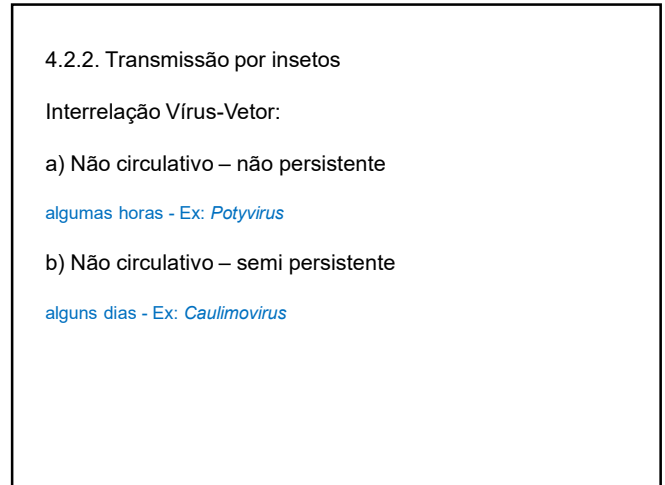 4.2.2. Transmissão por insetos
Interrelação Vírus-Vetor:
a) Não circulativo – não persistente
algumas horas - Ex: Potyvirus
b) Não circulativo – semi persistente
alguns dias - Ex: Caulimovirus